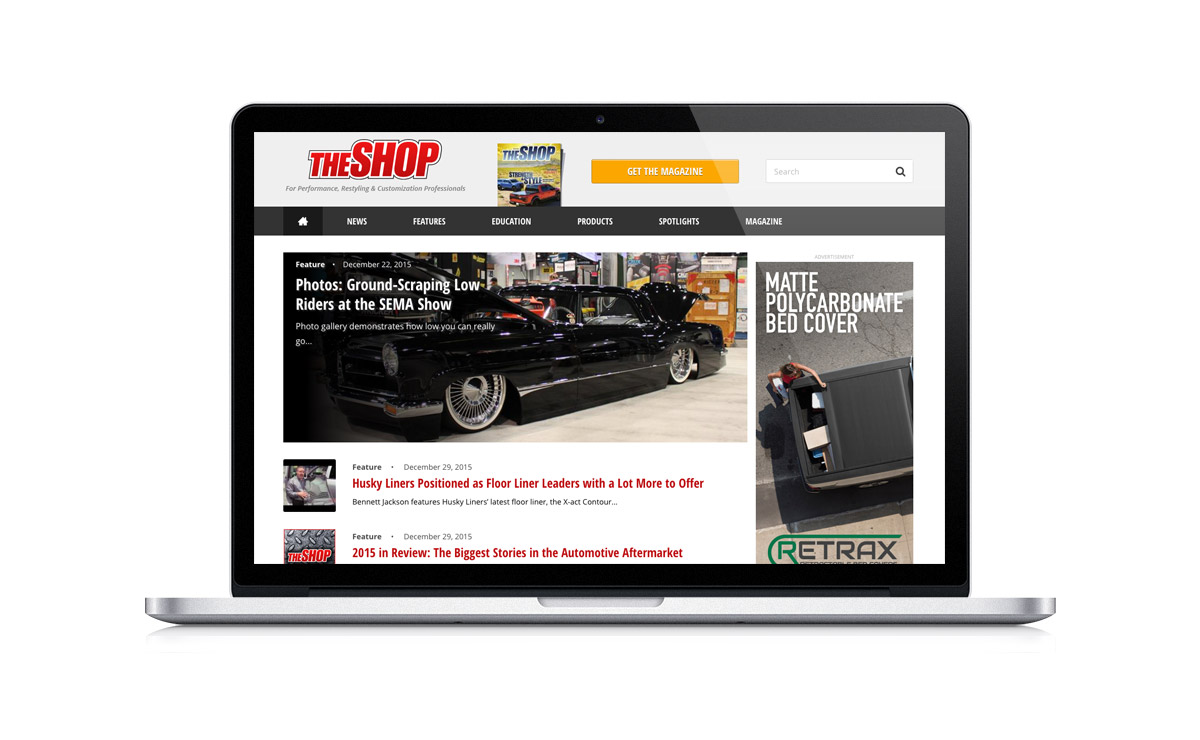 THE SHOP
For Performance, Restyling & Customization Professionals
THE SHOP
STRENGTH
STYLE
GET THE MAGAZINE
Search
NEWS
FEATURES
EDUCATION
PRODUCTS
SPOTLIGHTS
MAGAZINE
Feature • December 22, 2015
Photos: Ground-Scraping Low
Riders at the SEMA Show
Photo gallery demonstrates how low you can really
go...
ADVERTISEMENT
MATTE
POLYCARBONATE
BED COVER
RETRAX
RETRACTABLE BED COVERS
Feature • December 29, 2015
Husky Liners Positioned as Floor Liner Leaders with a Lot More to Offer
Bennett Jackson features Husky Liners' latest floor liner, the X-act Contour...
THE SHOP
Feature • December 29, 2015
2015 in Review: The Biggest Stories in the Automotive Aftermarket